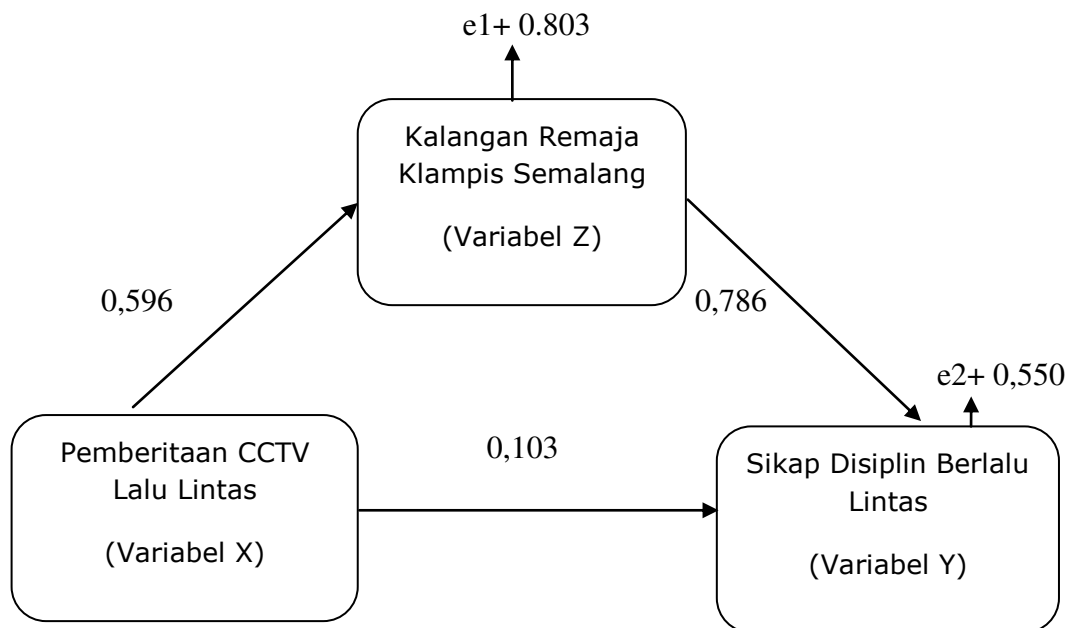 e1+ 0.803
Kalangan Remaja
Klampis Semalang
(Variabel Z)
0,596
0,786
e2+ 0,550
Pemberitaan CCTV
Lalu Lintas
(Variabel X)
0,103
Sikap Disiplin Berlalu
Lintas
(Variabel Y)